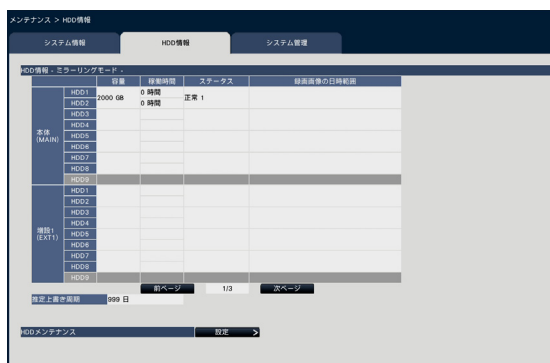 メンテナンス > HDD情報
システム情報 HDD情報 システム管理
HDD情報 - ミラーリングモード -
容量 稼働時間 ステータス 録画画像の日時範囲
本体
(MAIN)
HDD1 2000 GB 0 時間 正常 1
HDD2 0 時間
HDD3
HDD4
HDD5
HDD6
HDD7
HDD8
HDD9
増設1
(EXT1)
HDD1
HDD2
HDD3
HDD4
HDD5
HDD6
HDD7
HDD8
HDD9
前ページ 1/3 次ページ
推定上書き周期 999 日
HDDメンテナンス 設定 >